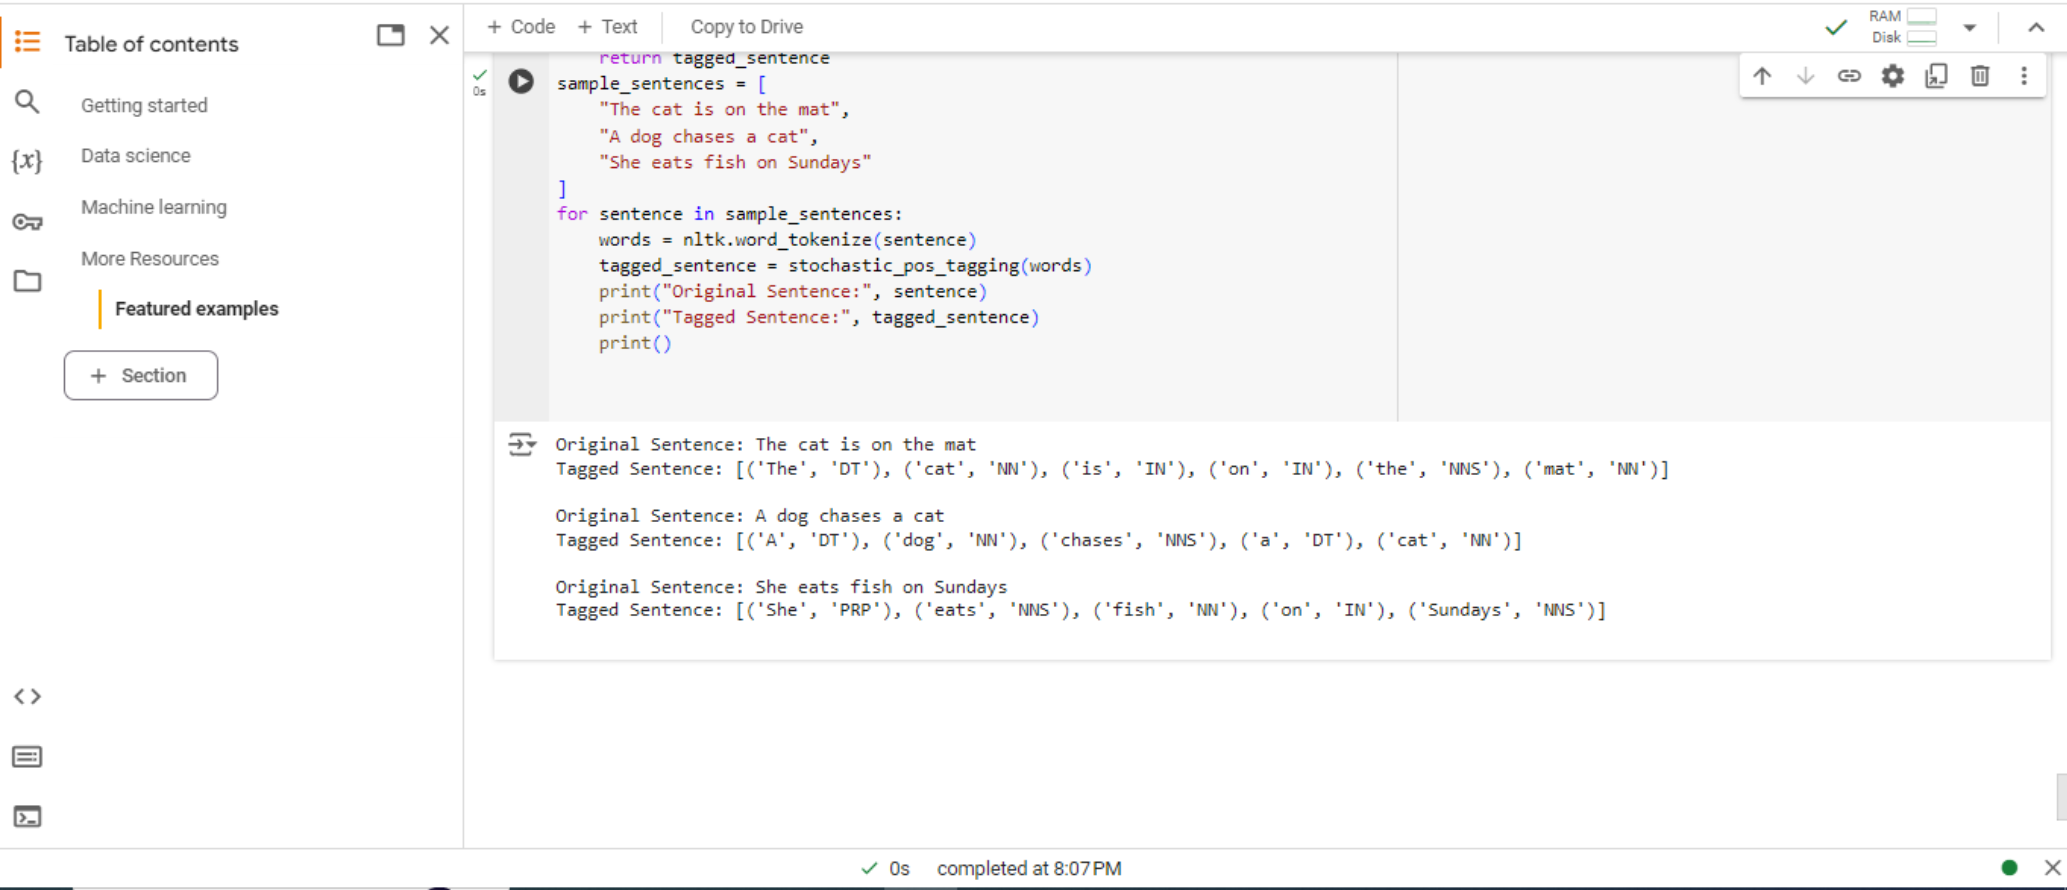 Table of contents
Getting started
Data science
Machine learning
More Resources
Featured examples
+ Section
{x}
+ Code + Text Copy to Drive
RAM
Disk
0s
return tagged_sentence
sample_sentences = [
    "The cat is on the mat",
    "A dog chases a cat",
    "She eats fish on Sundays"
]
for sentence in sample_sentences:
    words = nltk.word_tokenize(sentence)
    tagged_sentence = stochastic_pos_tagging(words)
    print("Original Sentence:", sentence)
    print("Tagged Sentence:", tagged_sentence)
    print()
Original Sentence: The cat is on the mat
Tagged Sentence: [('The', 'DT'), ('cat', 'NN'), ('is', 'IN'), ('on', 'IN'), ('the', 'NNS'), ('mat', 'NN')]
Original Sentence: A dog chases a cat
Tagged Sentence: [('A', 'DT'), ('dog', 'NN'), ('chases', 'NNS'), ('a', 'DT'), ('cat', 'NN')]
Original Sentence: She eats fish on Sundays
Tagged Sentence: [('She', 'PRP'), ('eats', 'NNS'), ('fish', 'NN'), ('on', 'IN'), ('Sundays', 'NNS')]
0s completed at 8:07 PM